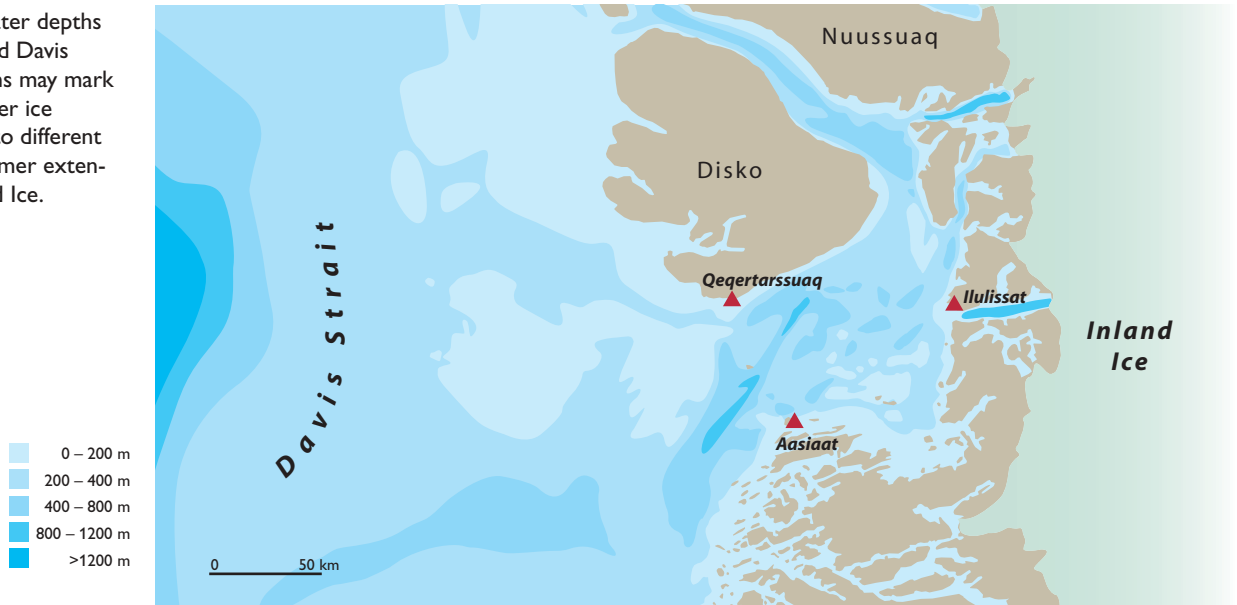 ter depths
d Davis
ns may mark
er ice
to different
mer exten-
d Ice.
Nuussuaq
Disko
Qeqertarssuaq
Ilulissat
Inland
Ice
Davis Strait
Aasiaat
0 – 200 m
200 – 400 m
400 – 800 m
800 – 1200 m
>1200 m
0 50 km